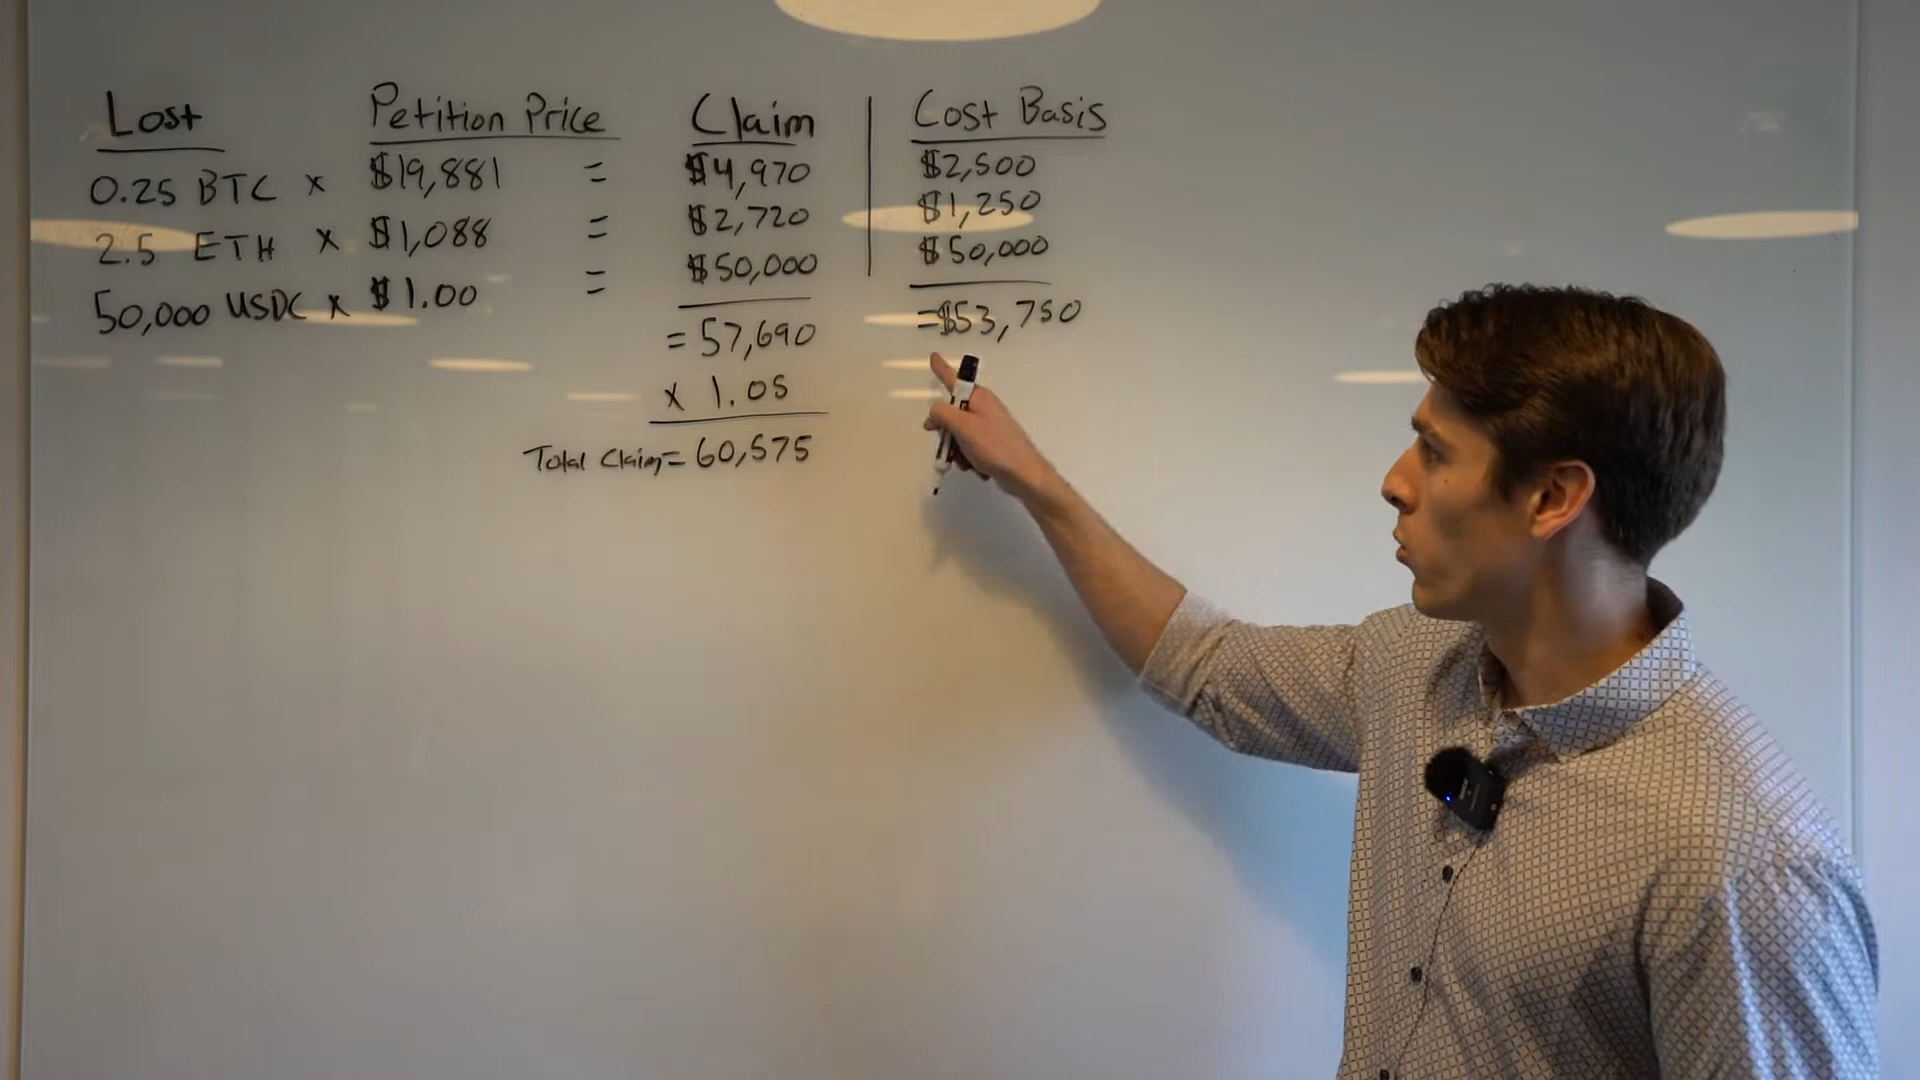 Lost Petition Price Claim Cost Basis
0.25 BTC x $19,881 = $4,970 $2,500
2.5 ETH x $1,088 = $2,720 $1,250
50,000 USDC x $1.00 = $50,000 $50,000
= 57,690 =$53,750
x 1.05
Total Claim = 60,575